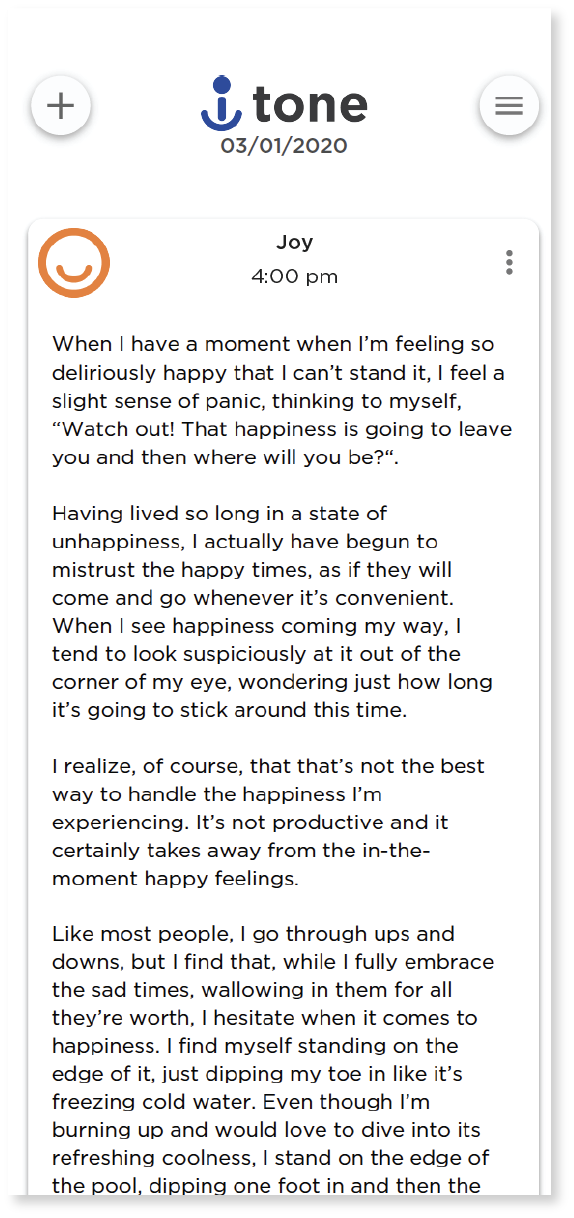 i tone
03/01/2020
Joy
4:00 pm
When I have a moment when I’m feeling so
deliriously happy that I can’t stand it, I feel a
slight sense of panic, thinking to myself,
“Watch out! That happiness is going to leave
you and then where will you be?“.
Having lived so long in a state of
unhappiness, I actually have begun to
mistrust the happy times, as if they will
come and go whenever it’s convenient.
When I see happiness coming my way, I
tend to look suspiciously at it out of the
corner of my eye, wondering just how long
it’s going to stick around this time.
I realize, of course, that that’s not the best
way to handle the happiness I’m
experiencing. It’s not productive and it
certainly takes away from the in-the-
moment happy feelings.
Like most people, I go through ups and
downs, but I find that, while I fully embrace
the sad times, wallowing in them for all
they’re worth, I hesitate when it comes to
happiness. I find myself standing on the
edge of it, just dipping my toe in like it’s
freezing cold water. Even though I’m
burning up and would love to dive into its
refreshing coolness, I stand on the edge of
the pool, dipping one foot in and then the